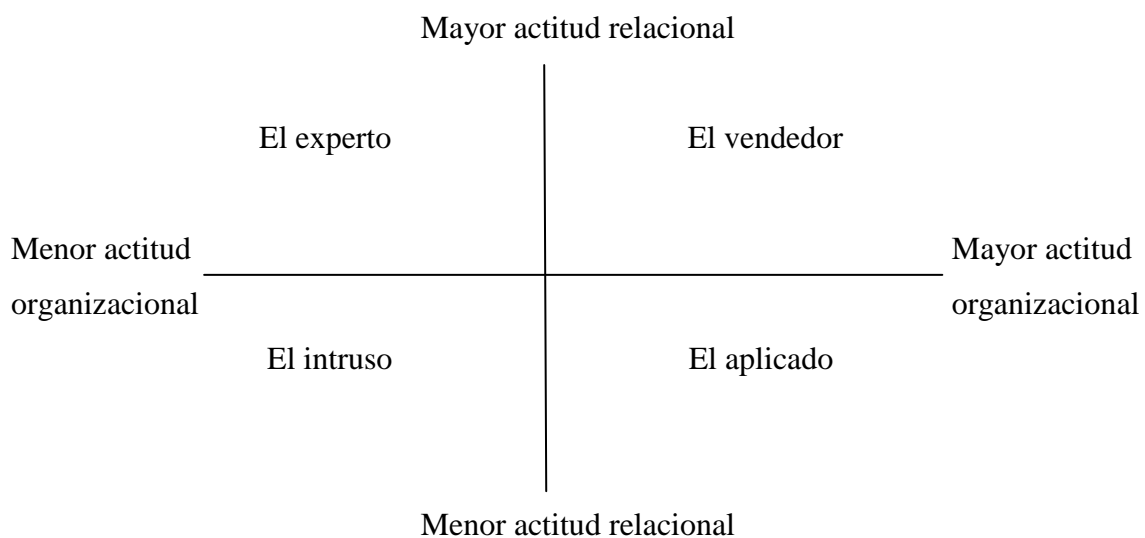 Mayor actitud relacional
El experto
El vendedor
Menor actitud
organizacional
Mayor actitud
organizacional
El intruso
El aplicado
Menor actitud relacional